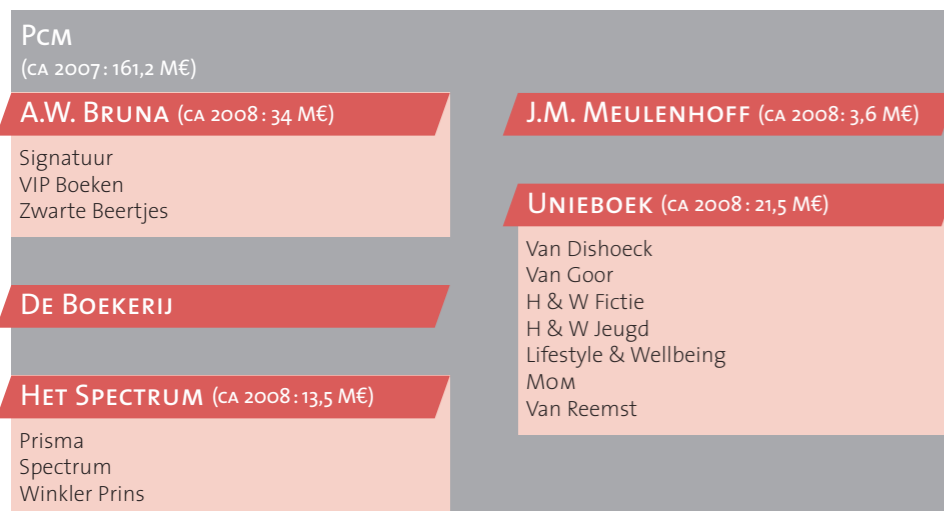 PCM
(CA 2007 : 161,2 M€)
A.W. BRUNA (CA 2008 : 34 M€)
Signatuur
VIP Boeken
Zwarte Beertjes
DE BOEKERIJ
HET SPECTRUM (CA 2008 : 13,5 M€)
Prisma
Spectrum
Winkler Prins
J.M. MEULENHOFF (CA 2008 : 3,6 M€)
UNIEBOEK (CA 2008 : 21,5 M€)
Van Dishoeck
Van Goor
H & W Fictie
H & W Jeugd
Lifestyle & Wellbeing
MOM
Van Reemst